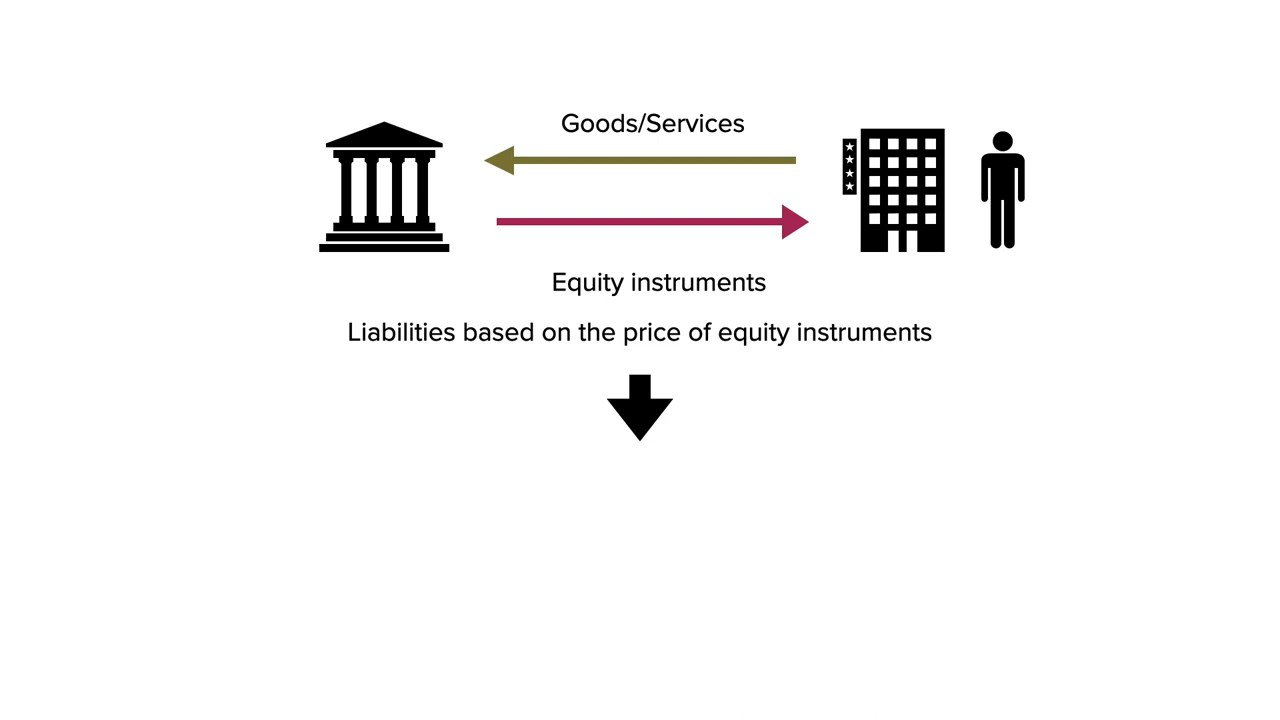 Goods/Services
Equity instruments
Liabilities based on the price of equity instruments